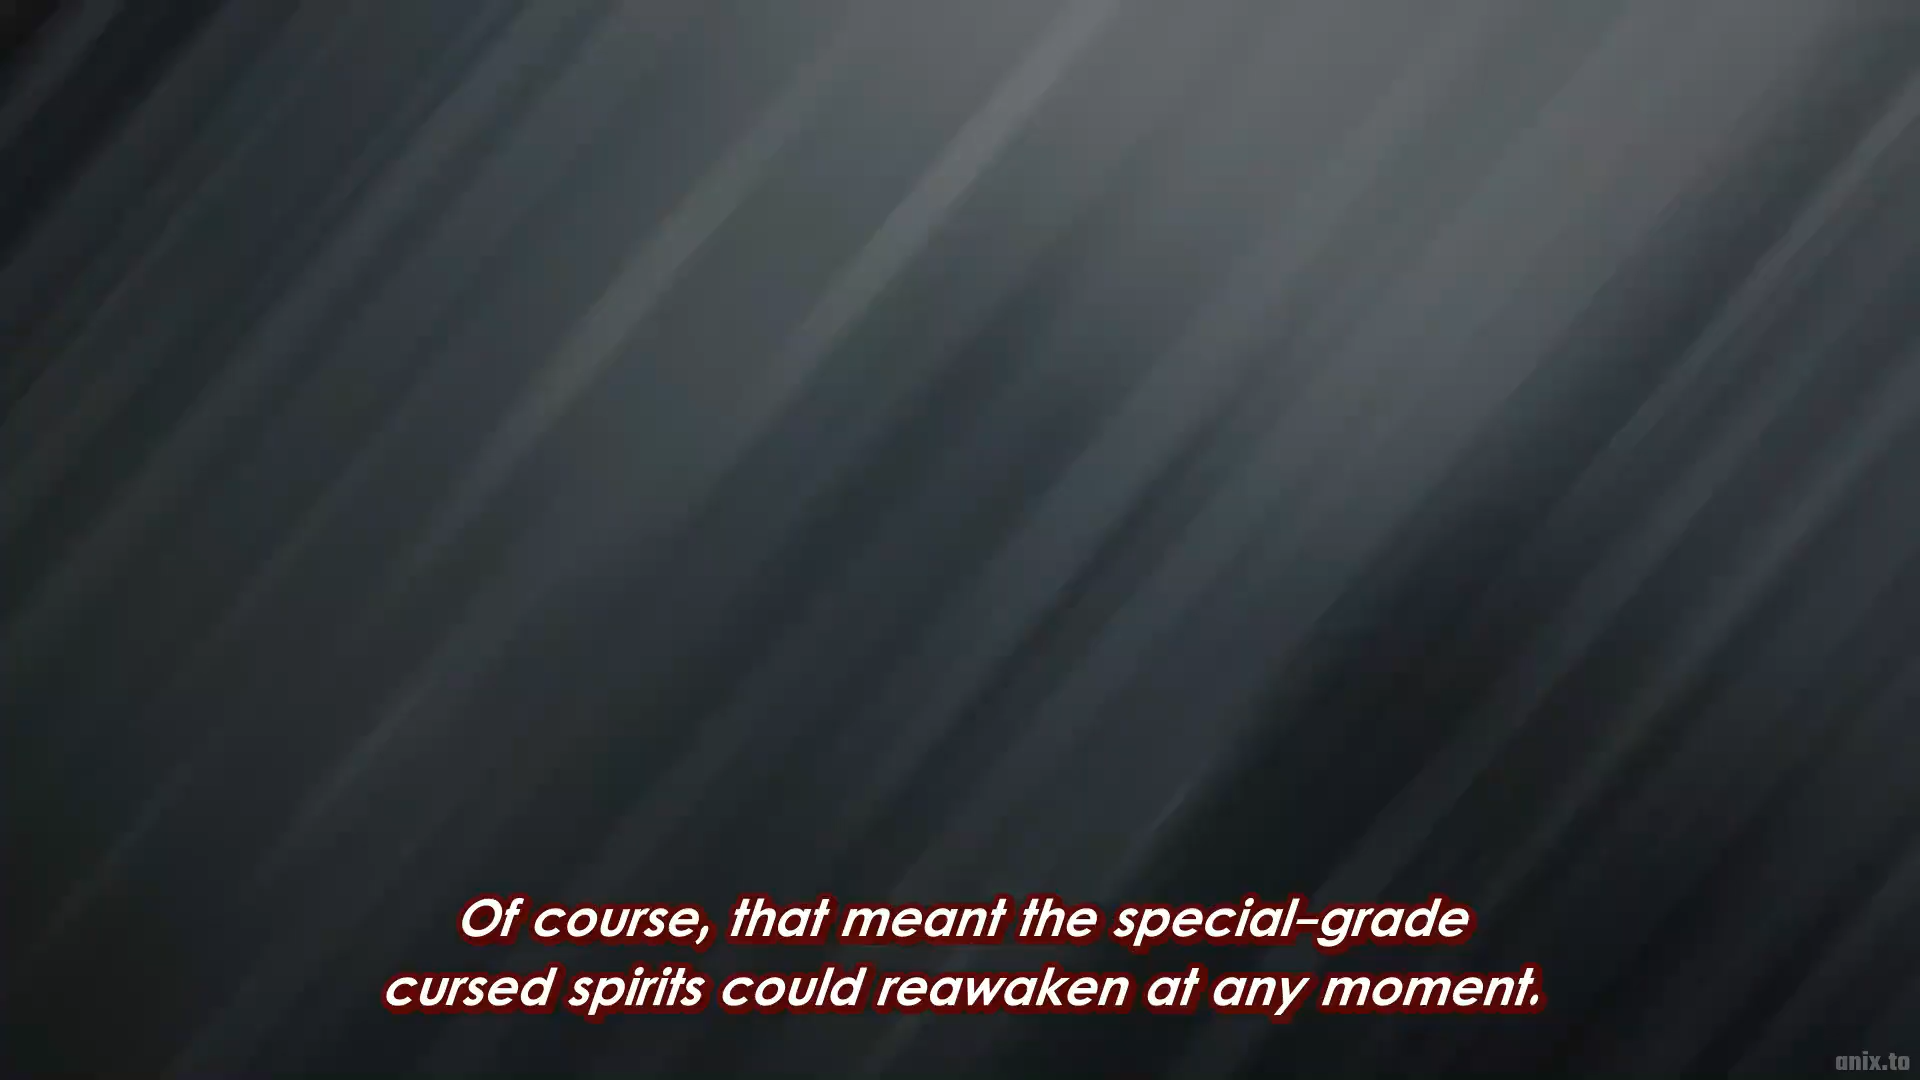 Of course, that meant the special-grade
cursed spirits could reawaken at any moment.
anix.to